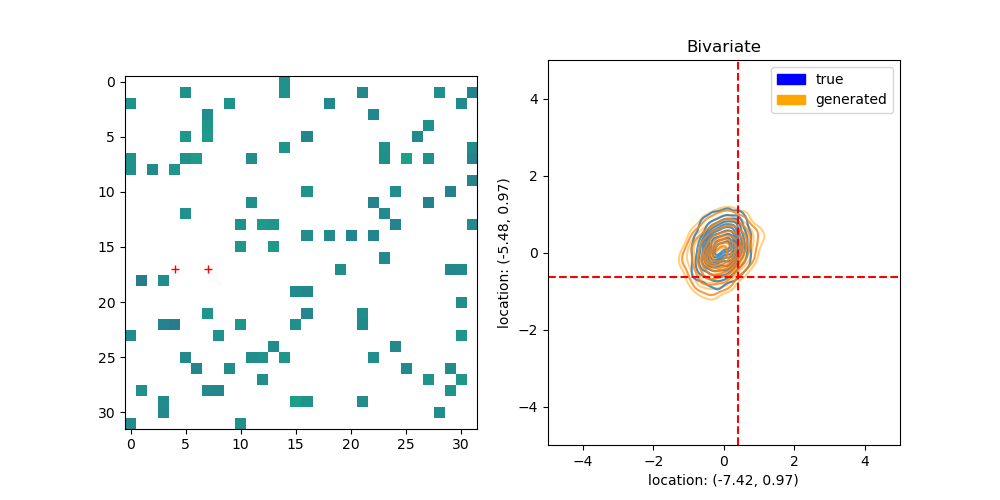 Bivariate
0
5
10
15
20
25
30
0 5 10 15 20 25 30
true
generated
4
2
0
−2
−4
−4 −2 0 2 4
location: (-5.48, 0.97)
location: (-7.42, 0.97)